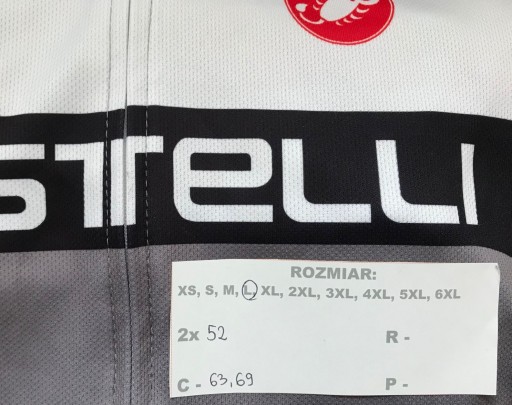 STELLI
ROZMIAR:
XS, S, M, L, XL, 2XL, 3XL, 4XL, 5XL, 6XL
2x 52 R -
C - 63,69 P -